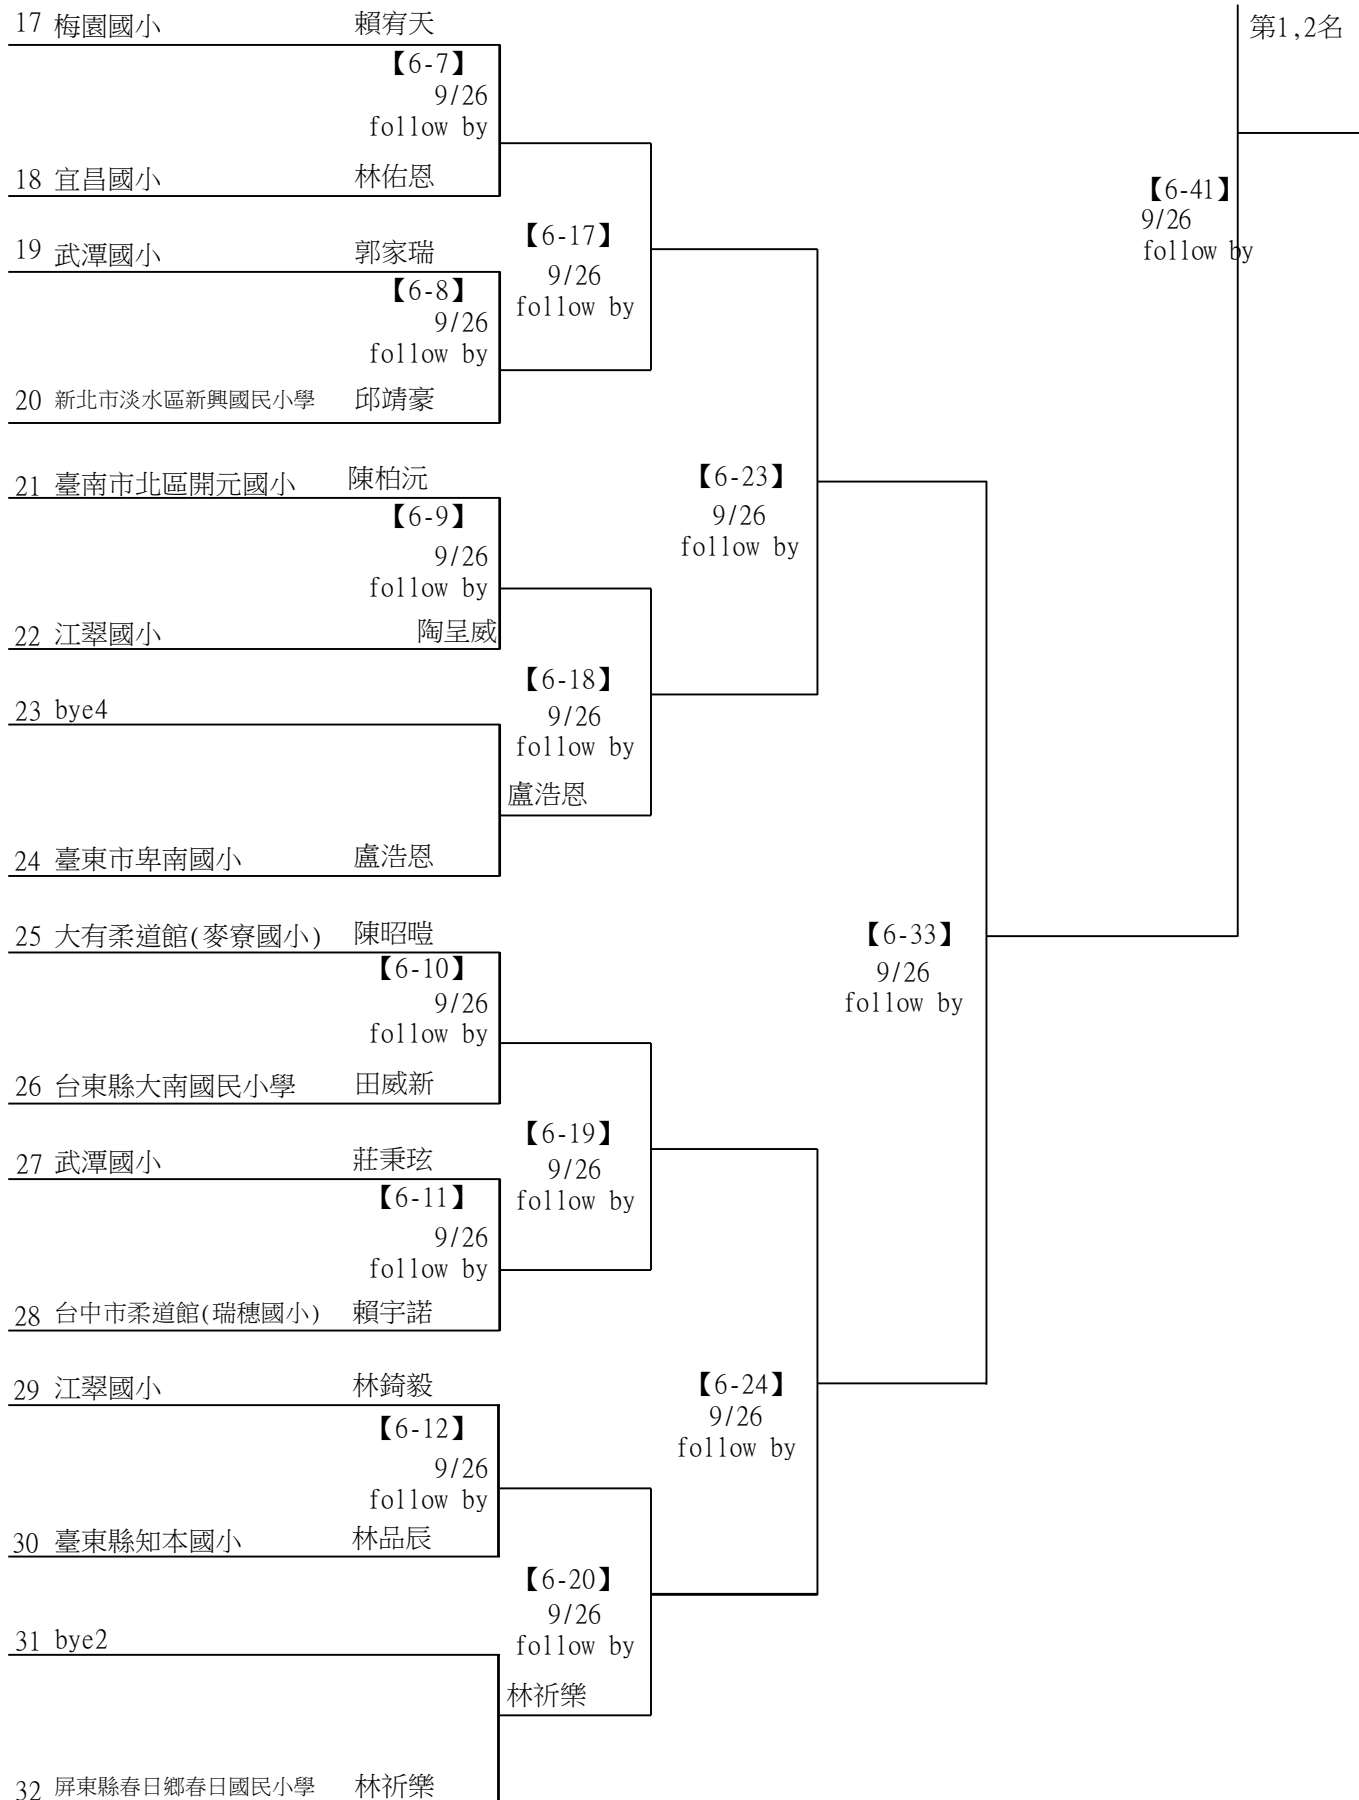 17 梅園國小 賴宥天
第1,2名
【6-7】
9/26
follow by
18 宜昌國小 林佑恩
【6-41】
9/26
follow by
【6-17】
9/26
follow by
19 武潭國小 郭家瑞
【6-8】
9/26
follow by
20 新北市淡水區新興國民小學 邱靖豪
21 臺南市北區開元國小 陳柏沅
【6-23】
9/26
follow by
【6-9】
9/26
follow by
22 江翠國小 陶呈威
【6-18】
9/26
follow by
23 bye4
盧浩恩
24 臺東市卑南國小 盧浩恩
25 大有柔道館(麥寮國小) 陳昭暟
【6-33】
9/26
follow by
【6-10】
9/26
follow by
26 台東縣大南國民小學 田威新
【6-19】
9/26
follow by
27 武潭國小 莊秉玹
【6-11】
9/26
follow by
28 台中市柔道館(瑞穗國小) 賴宇諾
29 江翠國小 林錡毅
【6-24】
9/26
follow by
【6-12】
9/26
follow by
30 臺東縣知本國小 林品辰
【6-20】
9/26
follow by
31 bye2
林祈樂
32 屏東縣春日鄉春日國民小學 林祈樂